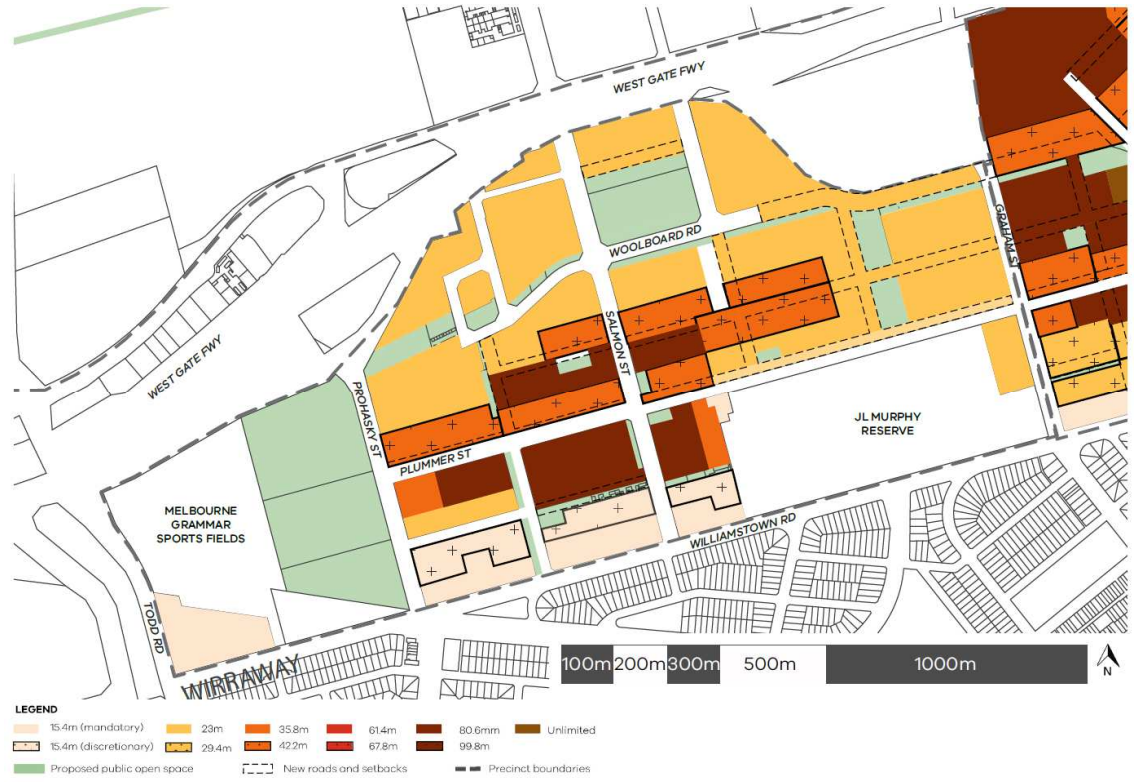 WEST GATE FWY
WOOLBOARD RD
GRAHAM ST
SALMON ST
WEST GATE FWY
PROHASKY ST
PLUMMER ST
JL MURPHY
RESERVE
MELBOURNE
GRAMMAR
SPORTS FIELDS
WILLIAMSTOWN RD
TODD RD
WIRRAWAY
100m 200m 300m 500m 1000m
N
LEGEND
15.4m (mandatory) 23m 35.8m 61.4m 80.6mm Unlimited
15.4m (discretionary) 29.4m 42.2m 67.8m 99.8m
Proposed public open space New roads and setbacks Precinct boundaries